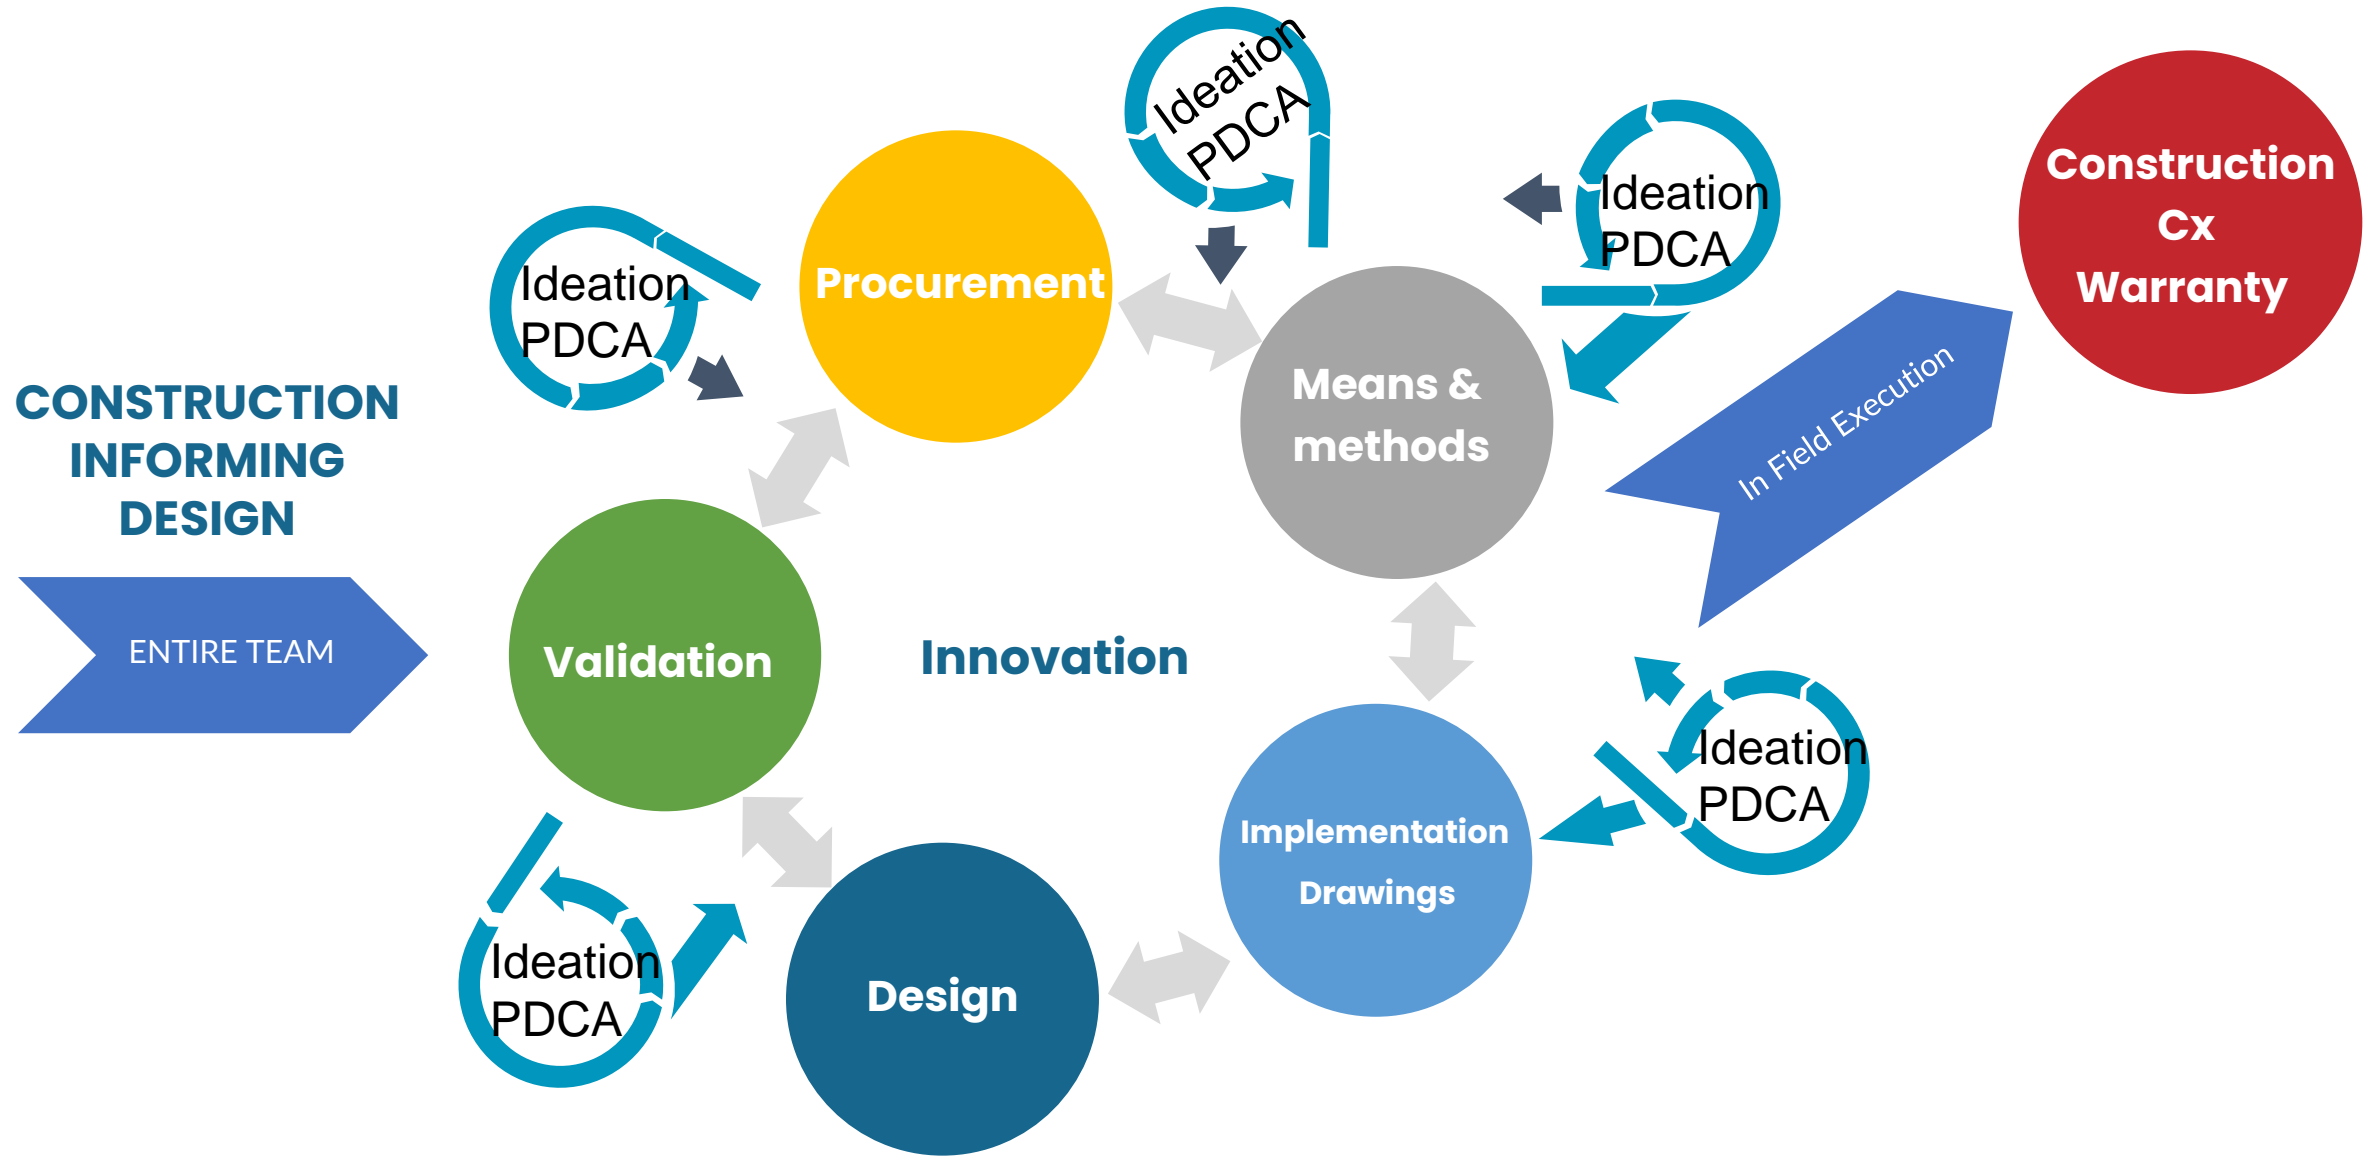 CONSTRUCTION
INFORMING
DESIGN
ENTIRE TEAM
Ideation
PDCA
Procurement
Ideation
PDCA
Ideation
PDCA
Construction
Cx
Warranty
Means &
methods
In Field Execution
Validation
Innovation
Ideation
PDCA
Implementation
Drawings
Ideation
PDCA
Design